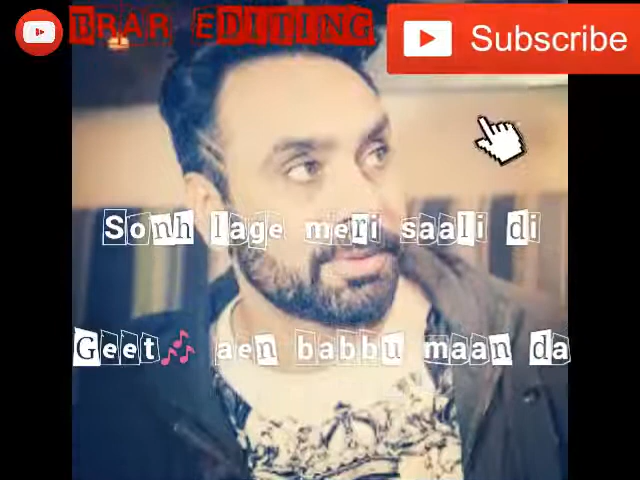 BRAR EDITING
Subscribe
Sonh lage meri saali di
Geet🎶 aen babbu maan da